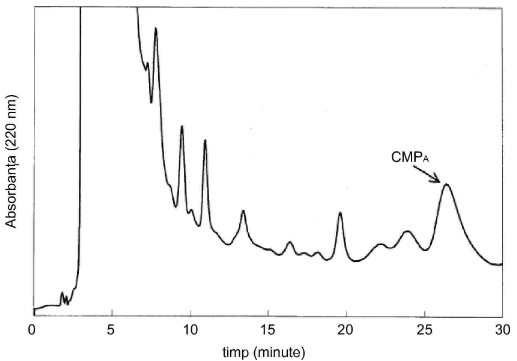 Absorbanța (220 nm)
CMPA
0 5 10 15 20 25 30
timp (minute)